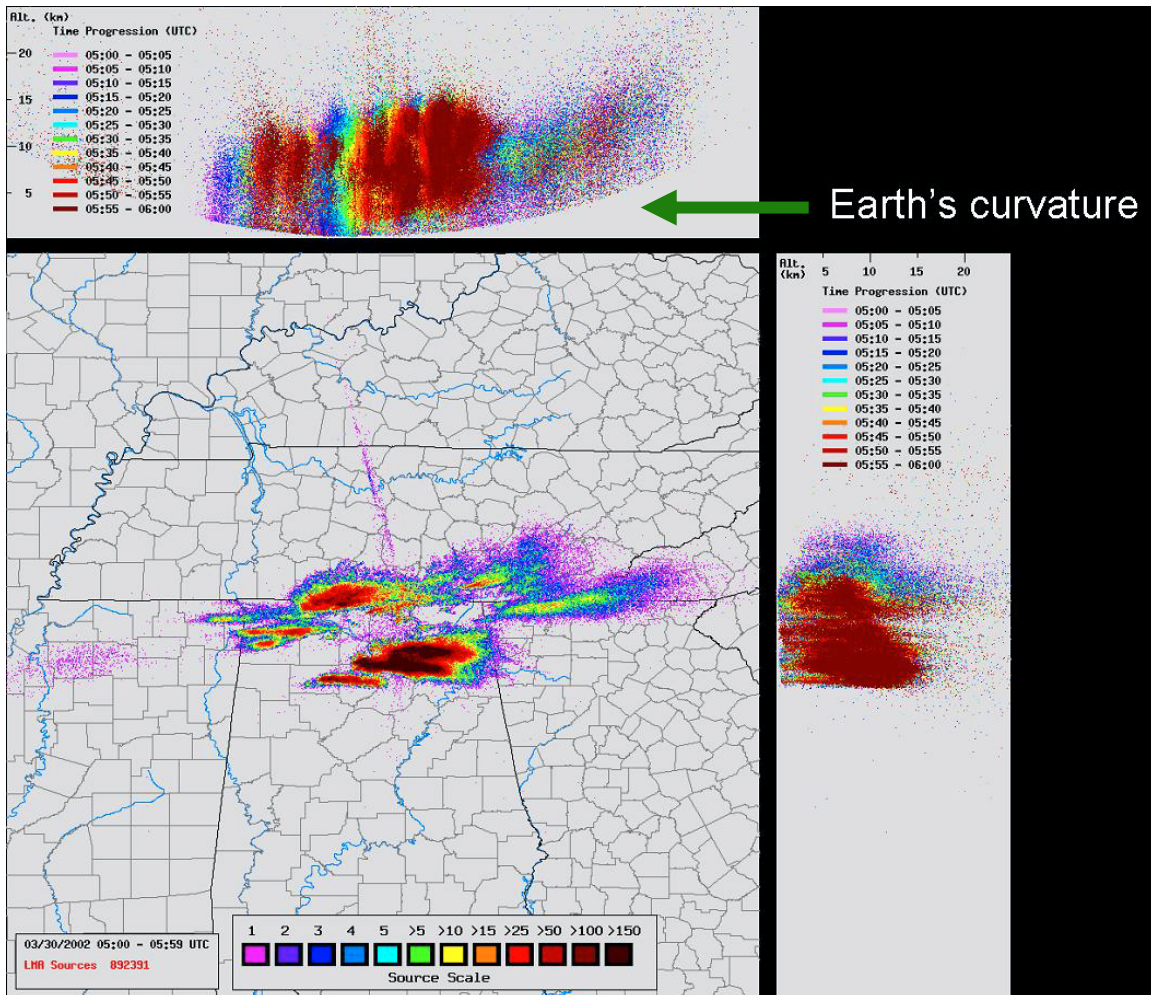 Alt. (km)
Time Progression (UTC)
20
15
10
5
05:00 - 05:05
05:05 - 05:10
05:10 - 05:15
05:15 - 05:20
05:20 - 05:25
05:25 - 05:30
05:30 - 05:35
05:35 - 05:40
05:40 - 05:45
05:45 - 05:50
05:50 - 05:55
05:55 - 06:00
Earth's curvature
Alt.
(km)
5 10 15 20
Time Progression (UTC)
05:00 - 05:05
05:05 - 05:10
05:10 - 05:15
05:15 - 05:20
05:20 - 05:25
05:25 - 05:30
05:30 - 05:35
05:35 - 05:40
05:40 - 05:45
05:45 - 05:50
05:50 - 05:55
05:55 - 06:00
03/30/2002 05:00 - 05:59 UTC
LMA Sources 892391
1 2 3 4 5 >5 >10 >15 >25 >50 >100 >150
Source Scale